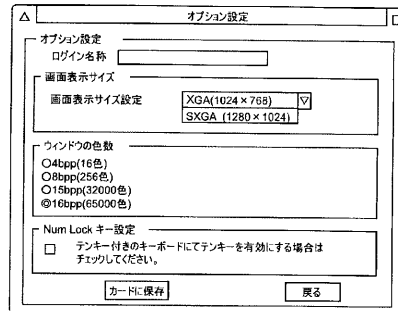 オプション設定
オプション設定
ログイン名称
画面表示サイズ
画面表示サイズ設定 XGA(1024×768)
SXGA (1280×1024)
ウィンドウの色数
○4bpp(16色)
○8bpp(256色)
○15bpp(32000色)
◎16bpp(65000色)
Num Lock キー設定
□ テンキー付きのキーボードにてテンキーを有効にする場合は
チェックしてください。
カードに保存 戻る